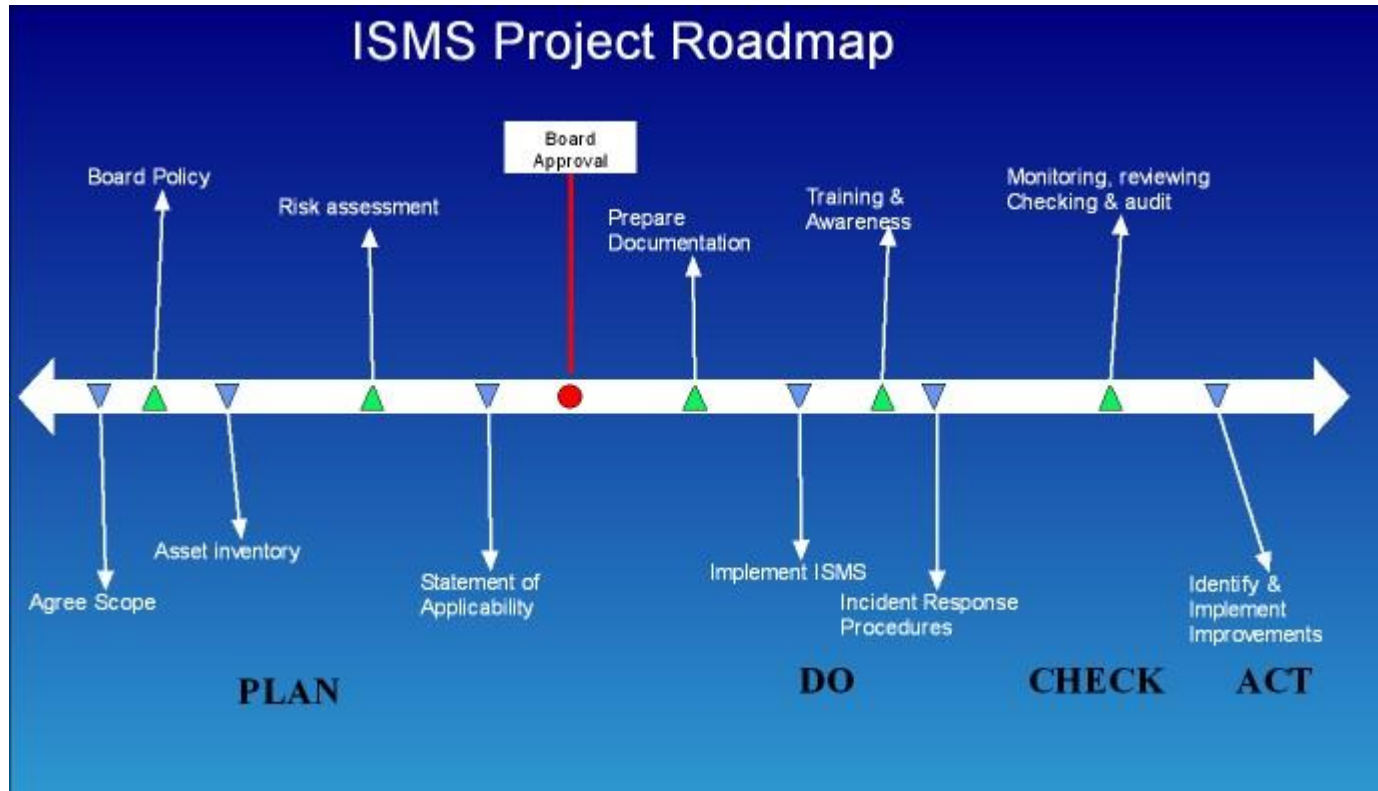 ISMS Project Roadmap
Board
Approval
Board Policy
Risk assessment
Prepare
Documentation
Training &
Awareness
Monitoring, reviewing
Checking & audit
Agree Scope
Asset inventory
Statement of
Applicability
Implement ISMS
Incident Response
Procedures
Identify &
Implement
Improvements
PLAN
DO
CHECK
ACT